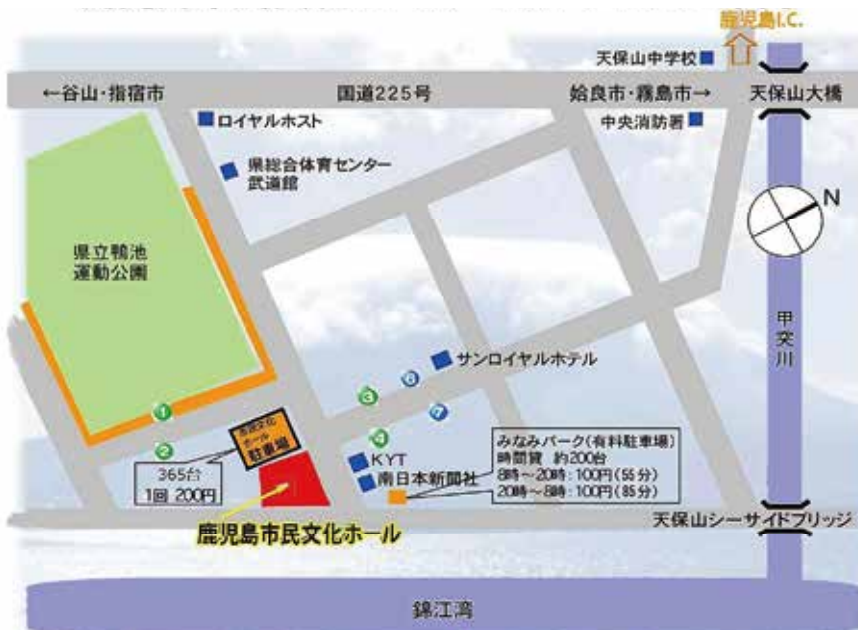 鹿児島I.C.
天保山中学校
←谷山・指宿市
国道225号
姶良市・霧島市→
天保山大橋
ロイヤルホスト
中央消防署
県総合体育センター
武道館
N
県立鴨池
運動公園
甲突川
サンロイヤルホテル
③
⑥
①
⑦
②
④
市民文化
ホール
駐車場
365台
1回 200円
KYT
南日本新聞社
みなみパーク(有料駐車場)
時間貸 約200台
8時~20時:100円(55分)
20時~8時:100円(85分)
鹿児島市民文化ホール
天保山シーサイドブリッジ
錦江湾